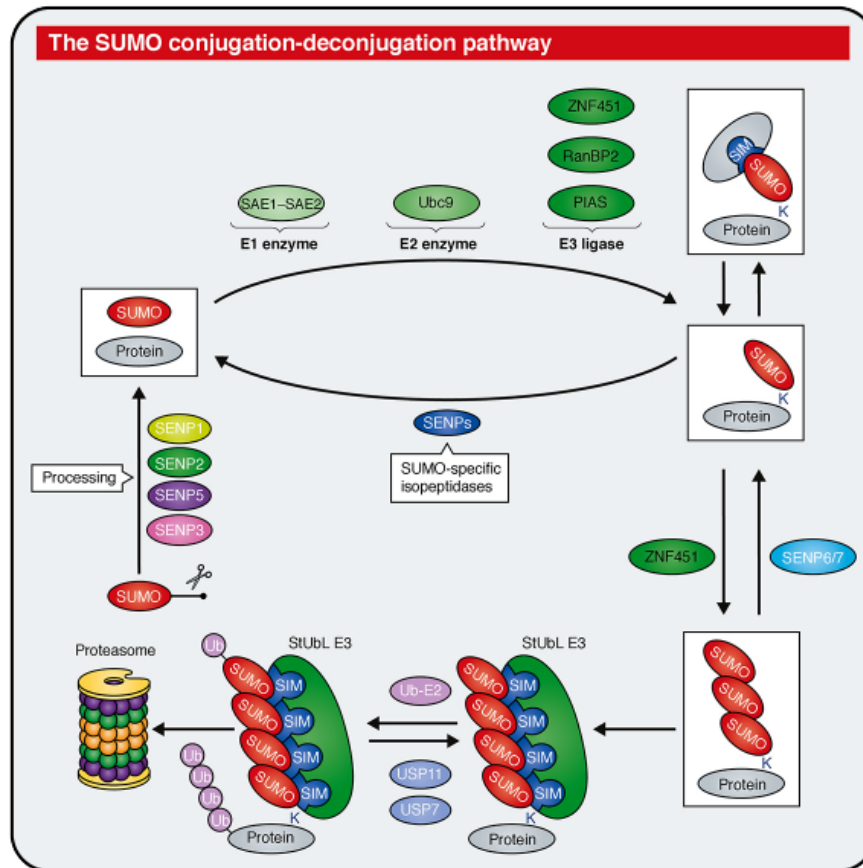 The SUMO conjugation-deconjugation pathway
ZNF451
RanBP2
PIAS
E3 ligase
SAE1–SAE2
E1 enzyme
Ubc9
E2 enzyme
SIM
SUMO
K
Protein
SUMO
Protein
SUMO
K
Protein
SENPs
SUMO-specific
isopeptidases
Processing
SENP1
SENP2
SENP5
SENP3
SUMO
ZNF451
SENP6/7
Proteasome
Ub
StUbL E3
SUMO
SIM
SUMO
SIM
SUMO
SIM
SUMO
SIM
K
Ub
Ub
Ub
Ub
Protein
Ub-E2
USP11
USP7
StUbL E3
SUMO
SIM
SUMO
SIM
SUMO
SIM
SUMO
SIM
K
Protein
SUMO
SUMO
SUMO
K
Protein